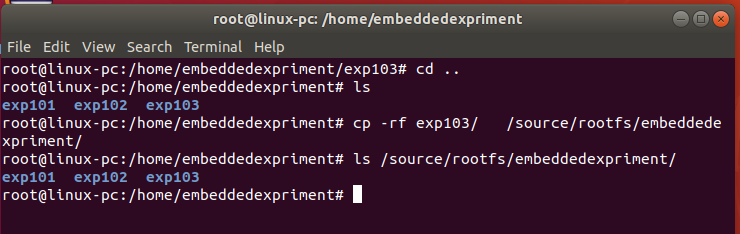 root@linux-pc: /home/embeddedexpriment
File Edit View Search Terminal Help
root@linux-pc:/home/embeddedexpriment/exp103# cd ..
root@linux-pc:/home/embeddedexpriment# ls
exp101 exp102 exp103
root@linux-pc:/home/embeddedexpriment# cp -rf exp103/ /source/rootfs/embeddede
xpriment/
root@linux-pc:/home/embeddedexpriment# ls /source/rootfs/embeddedexpriment/
exp101 exp102 exp103
root@linux-pc:/home/embeddedexpriment#